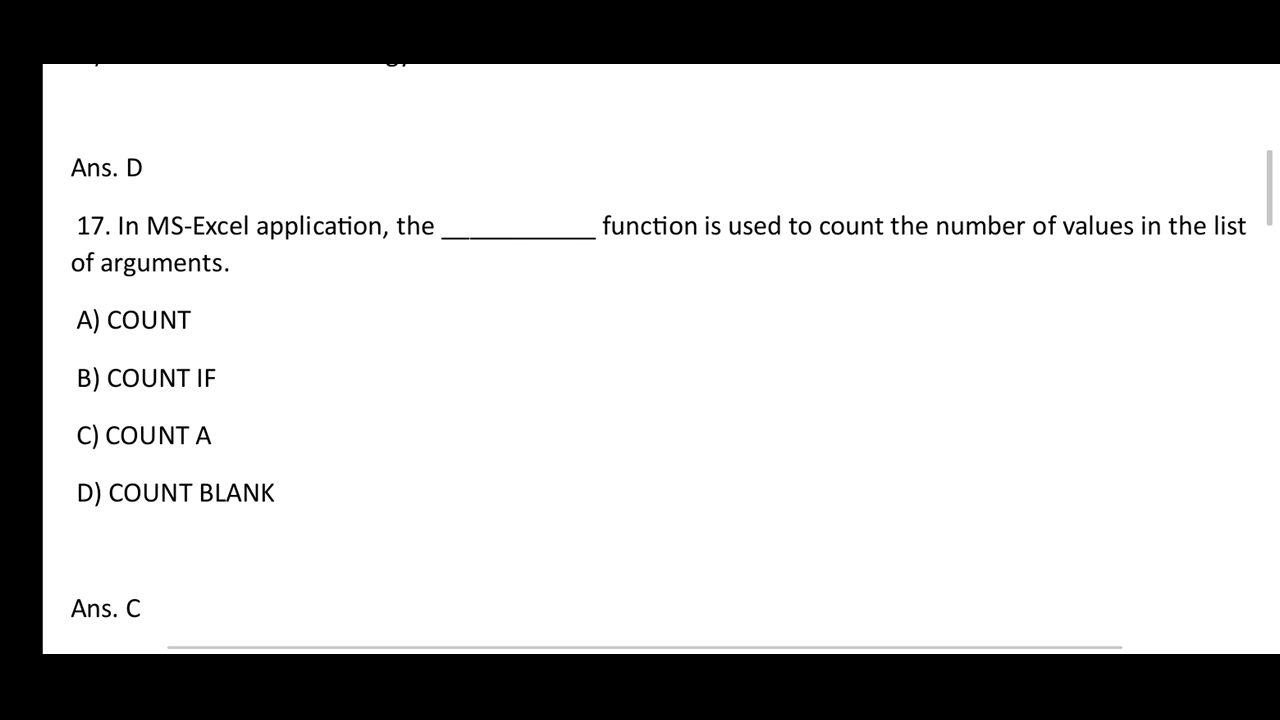 Ans. D
17. In MS-Excel application, the ___________ function is used to count the number of values in the list
of arguments.
A) COUNT
B) COUNT IF
C) COUNT A
D) COUNT BLANK
Ans. C